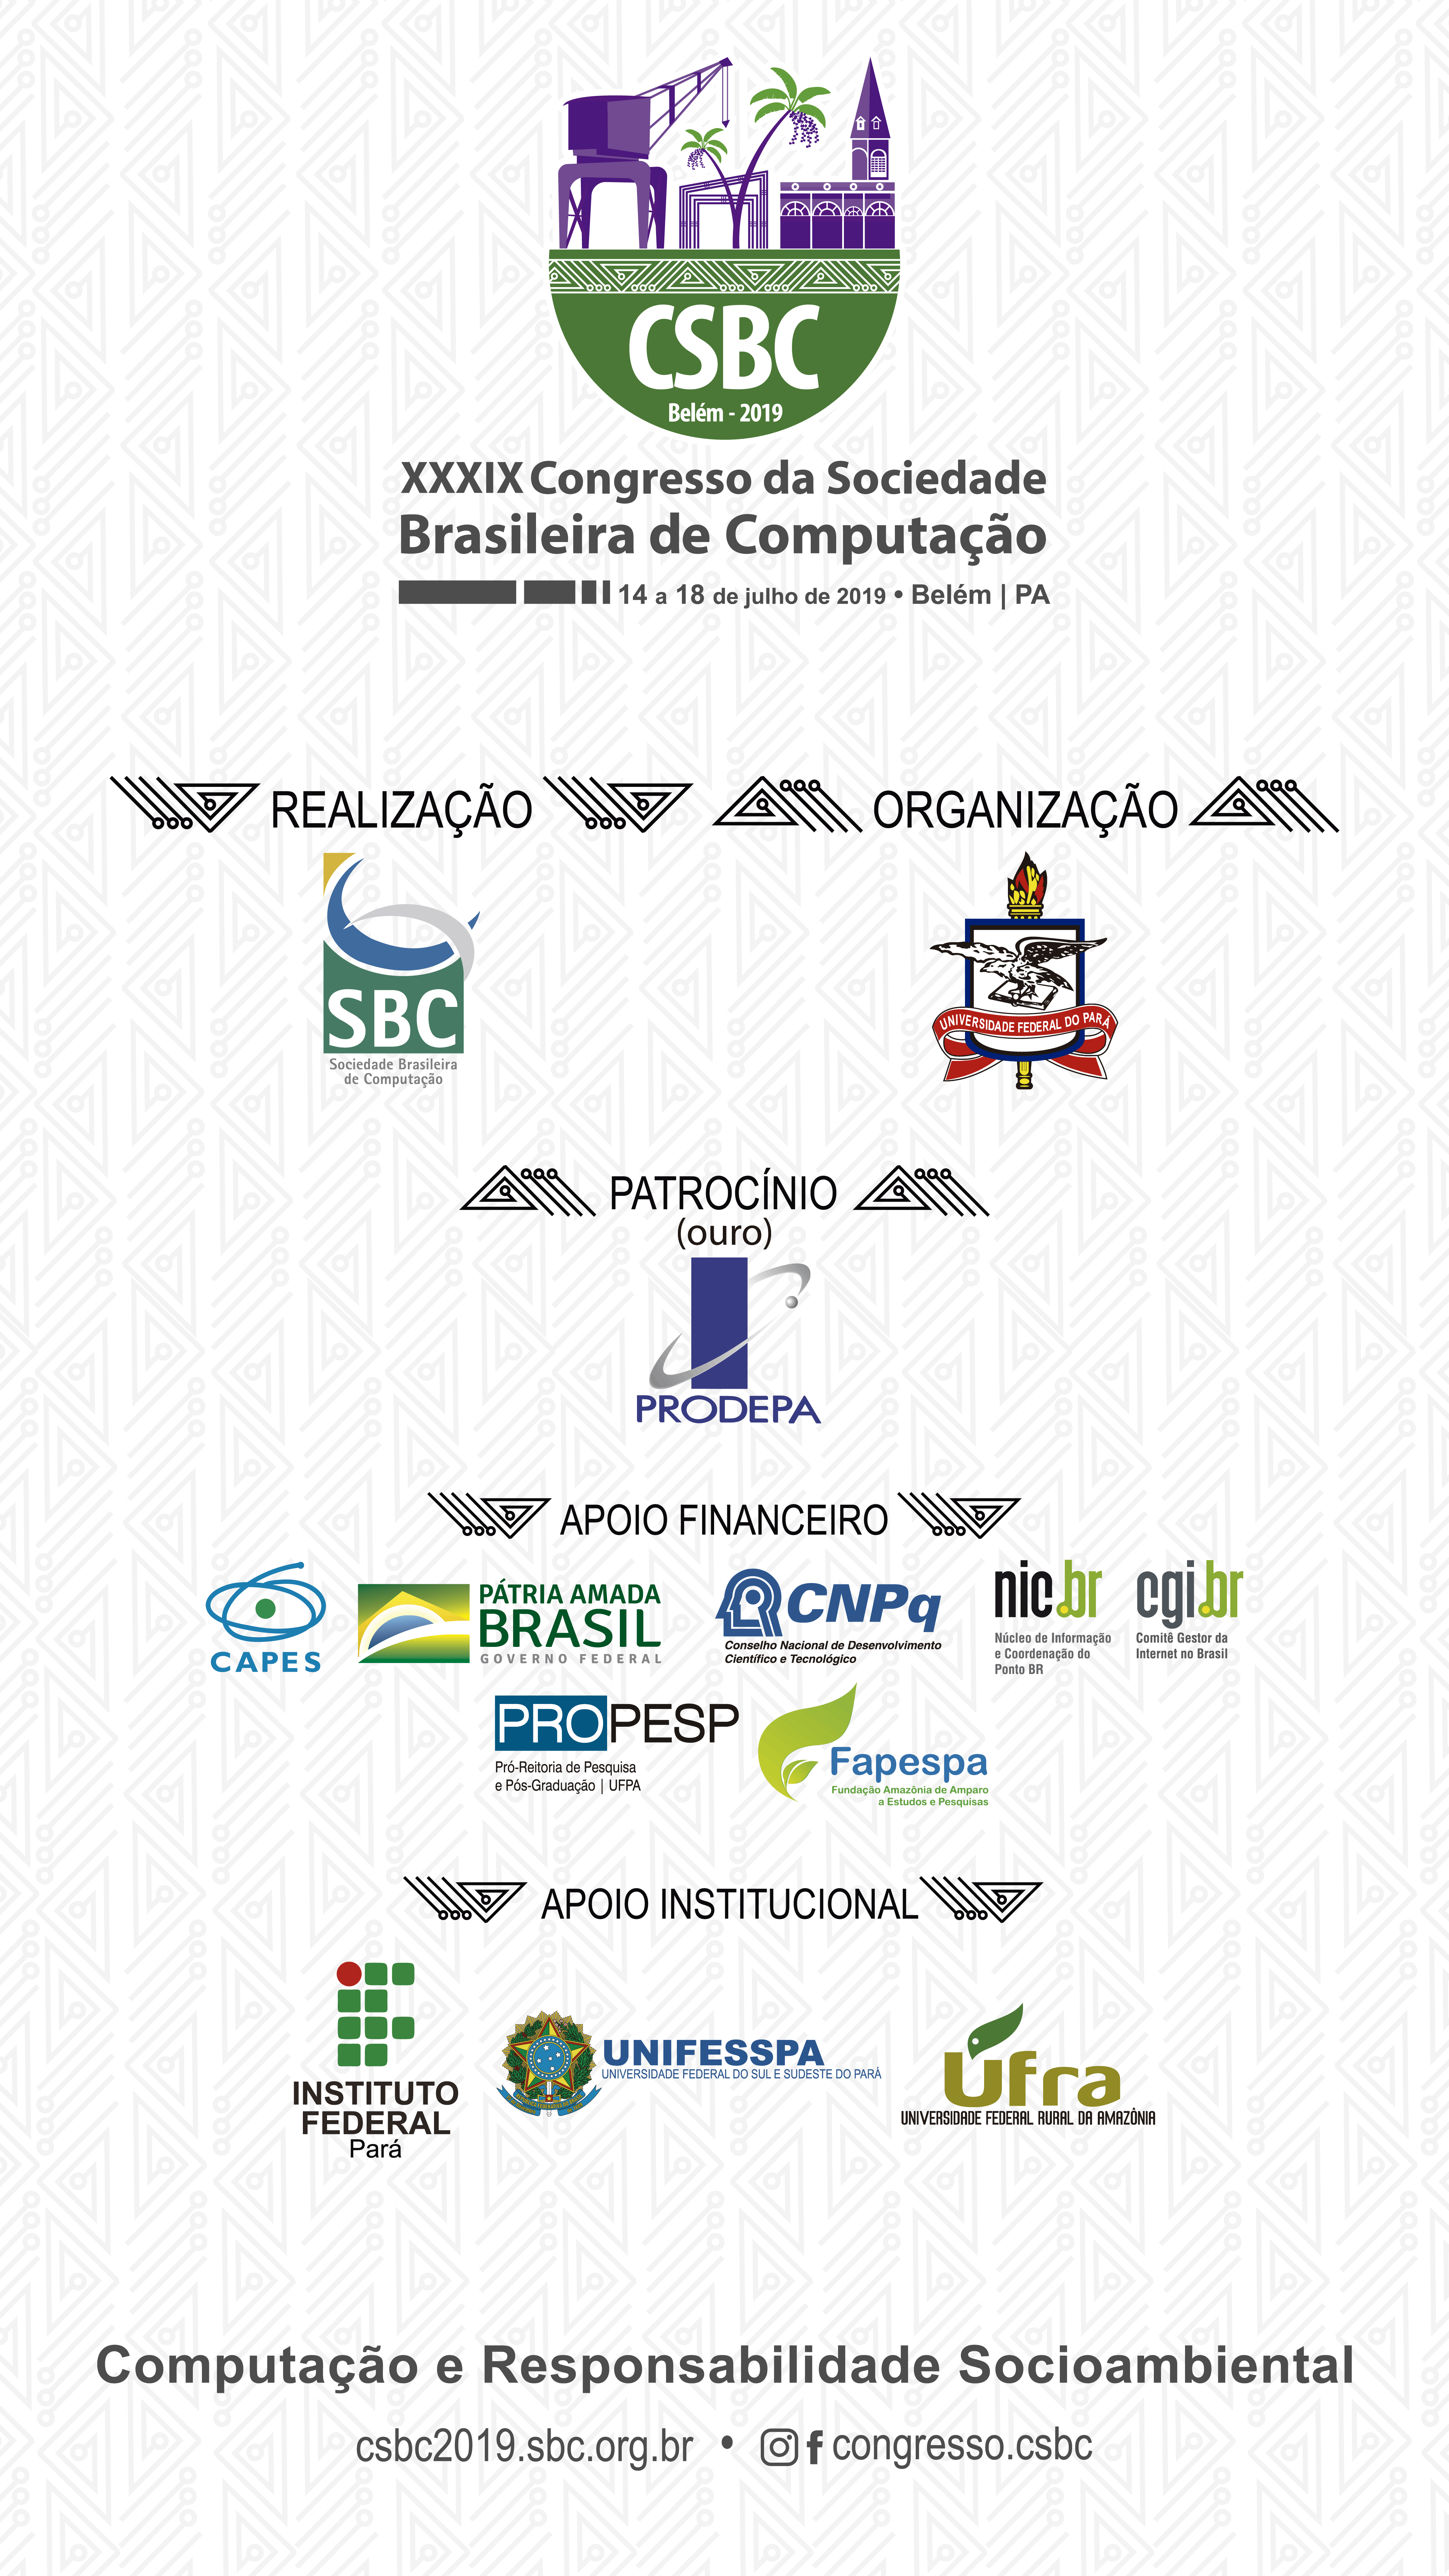 CSBC
Belém - 2019
XXXIX Congresso da Sociedade
Brasileira de Computação
14 a 18 de julho de 2019 • Belém | PA
REALIZAÇÃO
SBC
Sociedade Brasileira
de Computação
ORGANIZAÇÃO
UNIVERSIDADE FEDERAL DO PARÁ
PATROCÍNIO
(ouro)
PRODEPA
APOIO FINANCEIRO
CAPES
PÁTRIA AMADA
BRASIL
GOVERNO FEDERAL
CNPq
Conselho Nacional de Desenvolvimento
Científico e Tecnológico
nic.br
Núcleo de Informação
e Coordenação do
Ponto BR
cgi.br
Comitê Gestor da
Internet no Brasil
PROPESP
Pró-Reitoria de Pesquisa
e Pós-Graduação | UFPA
Fapespa
Fundação Amazônia de Amparo
a Estudos e Pesquisas
APOIO INSTITUCIONAL
INSTITUTO
FEDERAL
Pará
UNIFESSPA
UNIVERSIDADE FEDERAL DO SUL E SUDESTE DO PARÁ
Ufra
UNIVERSIDADE FEDERAL RURAL DA AMAZÔNIA
Computação e Responsabilidade Socioambiental
csbc2019.sbc.org.br • congresso.csbc